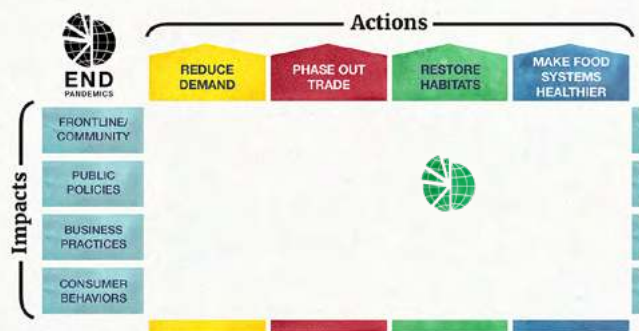 Actions
END
PANDEMICS
REDUCE
DEMAND
PHASE OUT
TRADE
RESTORE
HABITATS
MAKE FOOD
SYSTEMS
HEALTHIER
Impacts
FRONTLINE/
COMMUNITY
PUBLIC
POLICIES
BUSINESS
PRACTICES
CONSUMER
BEHAVIORS